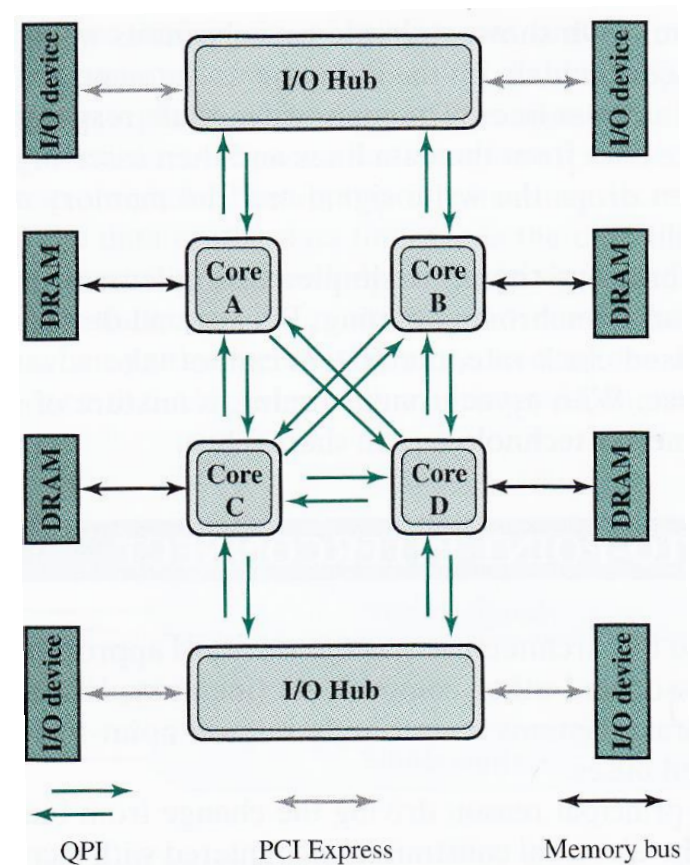 I/O device
I/O Hub
I/O device
DRAM
Core
A
Core
B
DRAM
DRAM
Core
C
Core
D
DRAM
I/O device
I/O Hub
I/O device
QPI
PCI Express
Memory bus